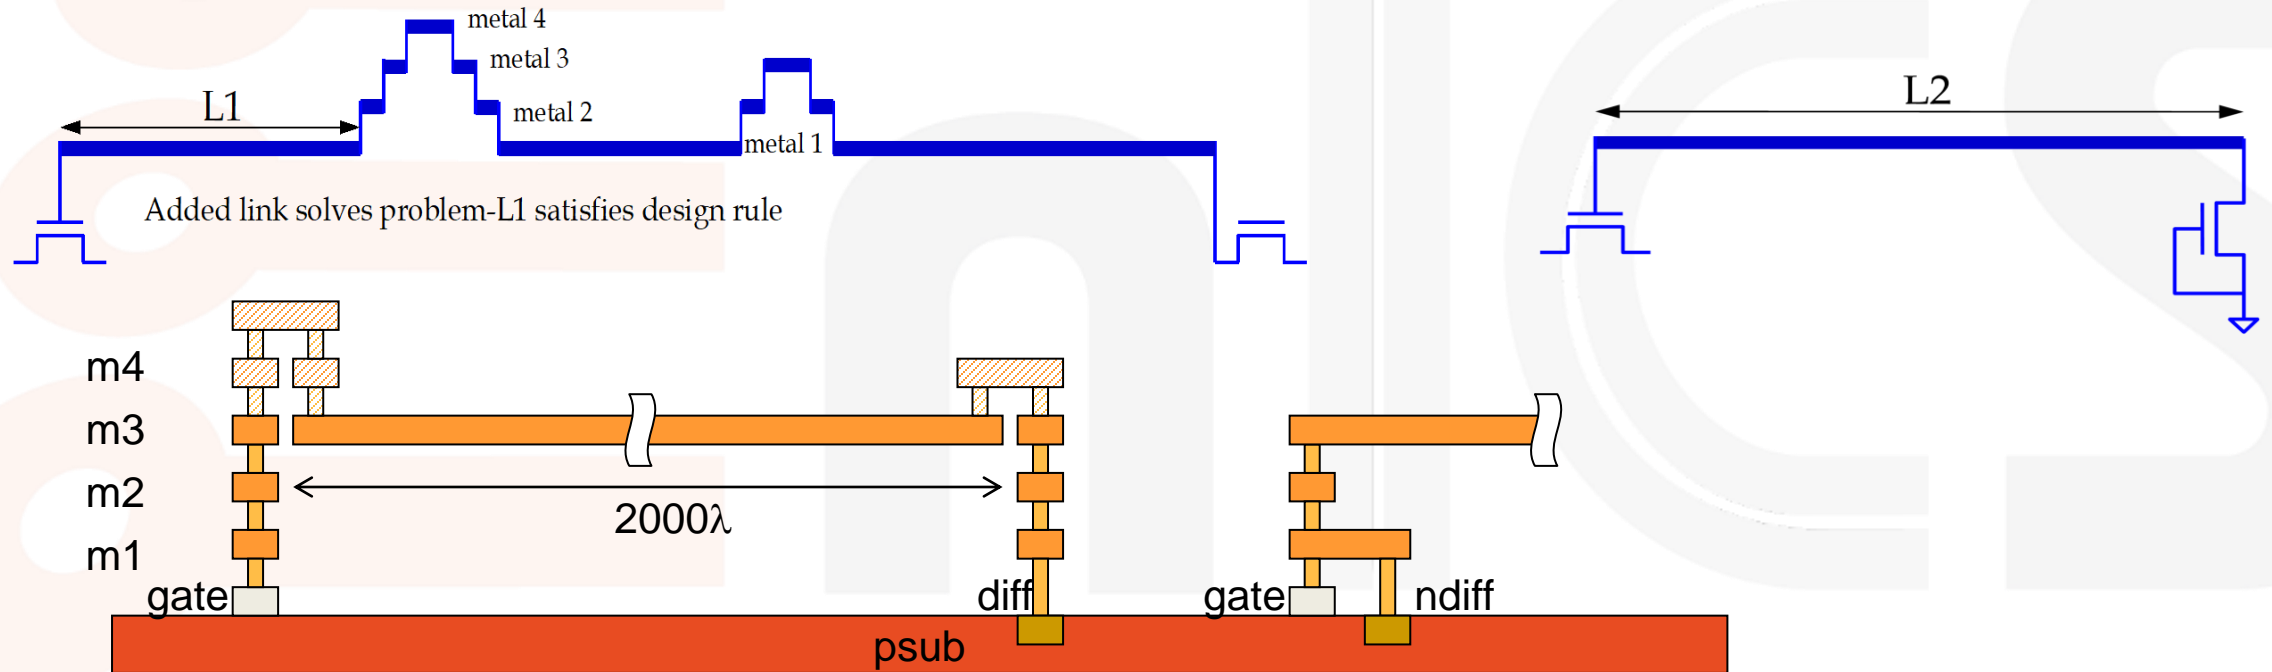 metal 4
metal 3
metal 2
L1
metal 1
L2
Added link solves problem-L1 satisfies design rule
m4
m3
m2
2000λ
m1
gate
diff
gate
ndiff
psub